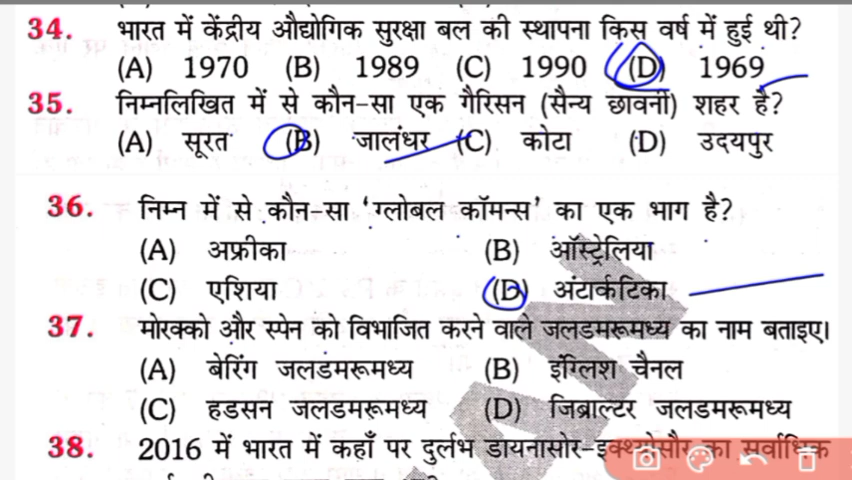 34. भारत में केंद्रीय औद्योगिक सुरक्षा बल की स्थापना किस वर्ष में हुई थी?
(A) 1970 (B) 1989 (C) 1990 (D) 1969
35. निम्नलिखित में से कौन-सा एक गैरिसन (सैन्य छावनी) शहर है?
(A) सूरत (B) जालंधर (C) कोटा (D) उदयपुर
36. निम्न में से कौन-सा ‘ग्लोबल कॉमन्स’ का एक भाग है?
(A) अफ्रीका (B) ऑस्ट्रेलिया
(C) एशिया (D) अंटार्कटिका
37. मोरक्को और स्पेन को विभाजित करने वाले जलडमरूमध्य का नाम बताइए।
(A) बेरिंग जलडमरूमध्य (B) इंग्लिश चैनल
(C) हडसन जलडमरूमध्य (D) जिब्राल्टर जलडमरूमध्य
38. 2016 में भारत में कहाँ पर दुर्लभ डायनासोर-इक्थ्योसौर का सर्वाधिक